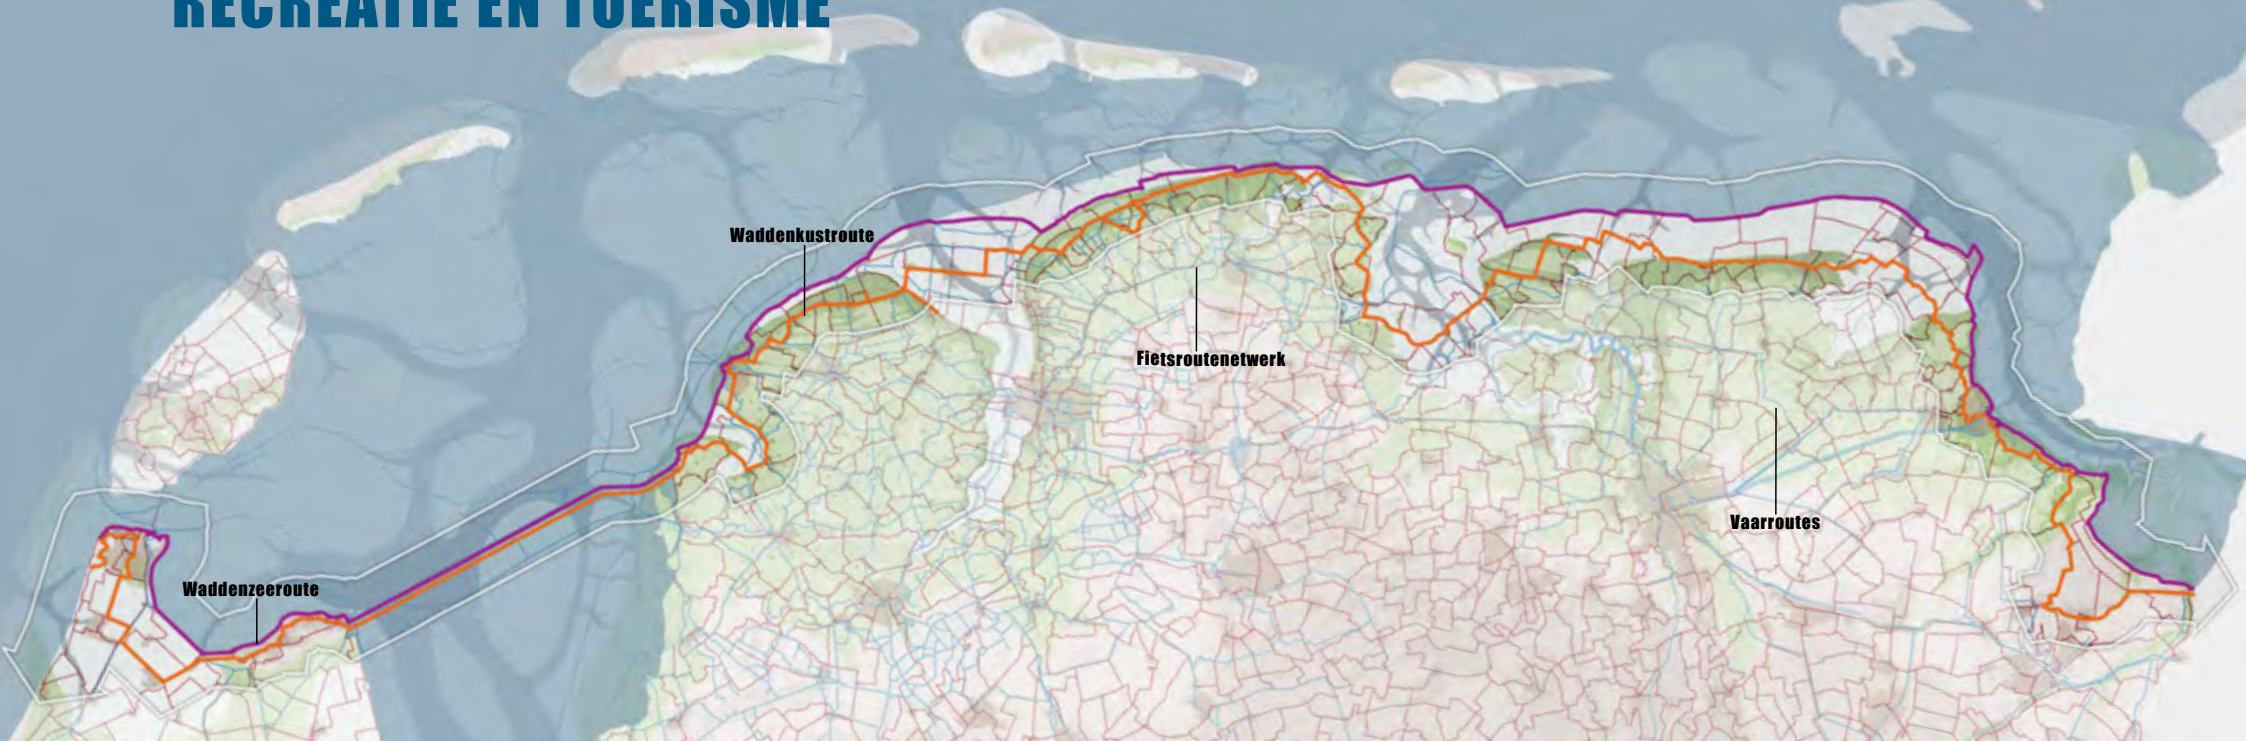 RECREATIE EN TOERISME
Waddenkustroute
Fietsroutenetwerk
Vaarroutes
Waddenzeeroute